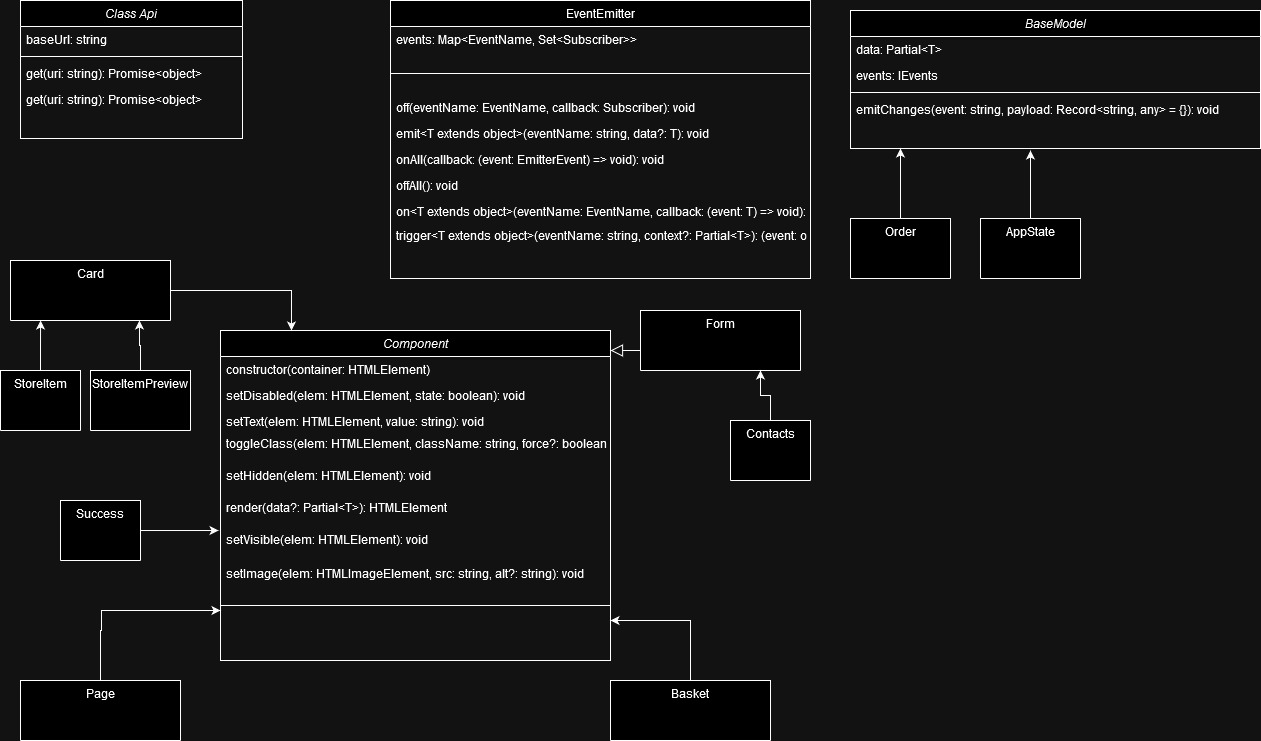 Class Api
baseUrl: string
get(uri: string): Promise<object>
get(uri: string): Promise<object>
EventEmitter
events: Map<EventName, Set<Subscriber>>
off(eventName: EventName, callback: Subscriber): void
emit<T extends object>(eventName: string, data?: T): void
onAll(callback: (event: EmitterEvent) => void): void
offAll(): void
on<T extends object>(eventName: EventName, callback: (event: T) => void):
trigger<T extends object>(eventName: string, context?: Partial<T>): (event: o
BaseModel
data: Partial<T>
events: IEvents
emitChanges(event: string, payload: Record<string, any> = {}): void
Order
AppState
Card
StoreItem
StoreItemPreview
Component
constructor(container: HTMLElement)
setDisabled(elem: HTMLElement, state: boolean): void
setText(elem: HTMLElement, value: string): void
toggleClass(elem: HTMLElement, className: string, force?: boolean
setHidden(elem: HTMLElement): void
render(data?: Partial<T>): HTMLElement
setVisible(elem: HTMLElement): void
setImage(elem: HTMLImageElement, src: string, alt?: string): void
Form
Contacts
Success
Page
Basket